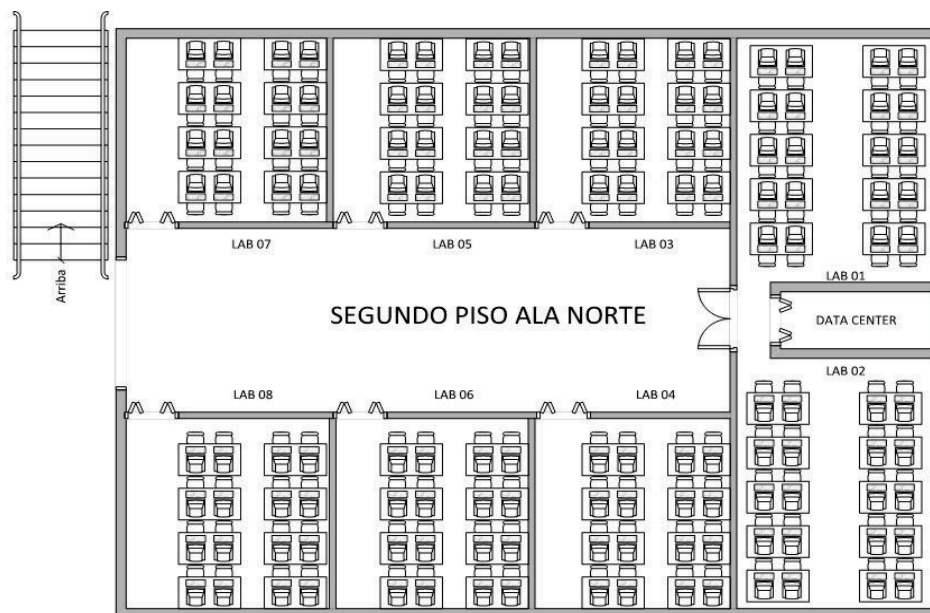 LAB 07
LAB 05
LAB 03
LAB 01
Arriba
SEGUNDO PISO ALA NORTE
DATA CENTER
LAB 02
LAB 08
LAB 06
LAB 04